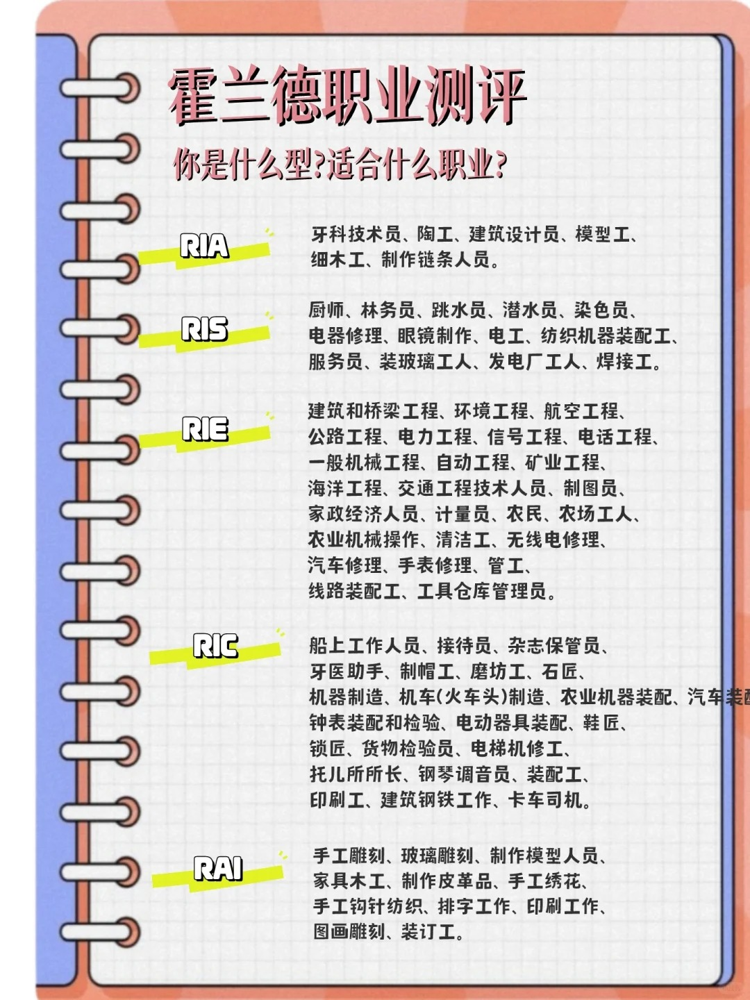 霍兰德职业测评
你是什么型?适合什么职业?
RIA
牙科技术员、陶工、建筑设计员、模型工、
细木工、制作链条人员。
RIS
厨师、林务员、跳水员、潜水员、染色员、
电器修理、眼镜制作、电工、纺织机器装配工、
服务员、装玻璃工人、发电厂工人、焊接工。
RIE
建筑和桥梁工程、环境工程、航空工程、
公路工程、电力工程、信号工程、电话工程、
一般机械工程、自动工程、矿业工程、
海洋工程、交通工程技术人员、制图员、
家政经济人员、计量员、农民、农场工人、
农业机械操作、清洁工、无线电修理、
汽车修理、手表修理、管工、
线路装配工、工具仓库管理员。
RIC
船上工作人员、接待员、杂志保管员、
牙医助手、制帽工、磨坊工、石匠、
机器制造、机车(火车头)制造、农业机器装配、汽车装配
钟表装配和检验、电动器具装配、鞋匠、
锁匠、货物检验员、电梯机修工、
托儿所所长、钢琴调音员、装配工、
印刷工、建筑钢铁工作、卡车司机。
RAI
手工雕刻、玻璃雕刻、制作模型人员、
家具木工、制作皮革品、手工绣花、
手工钩针纺织、排字工作、印刷工作、
图画雕刻、装订工。